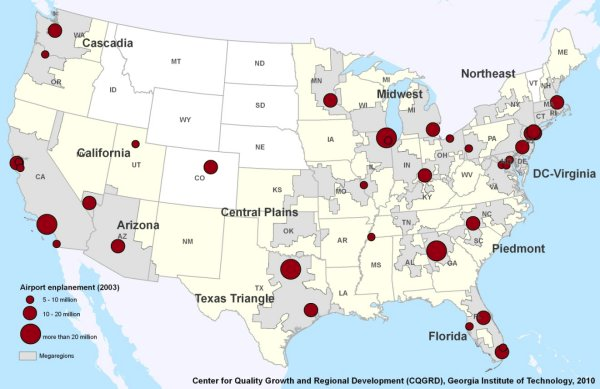 WA
Cascadia
ME
MT
ND
OR
MN
Northeast
VT
NH
ID
MI
WI
Midwest
MI
NY
MA
SD
CT
RI
WY
IA
PA
NE
OH
California
NV
UT
IN
DE
CA
CO
MO
WV
DC-Virginia
KS
KY
VA
Arizona
Central Plains
NC
AZ
OK
TN
NM
AR
SC
Piedmont
MS
AL
GA
Airport enplanement (2003)
TX
Texas Triangle
LA
5 - 10 million
10 - 20 million
FL
more than 20 million
Florida
Megaregions
Center for Quality Growth and Regional Development (CQGRD), Georgia Institute of Technology, 2010